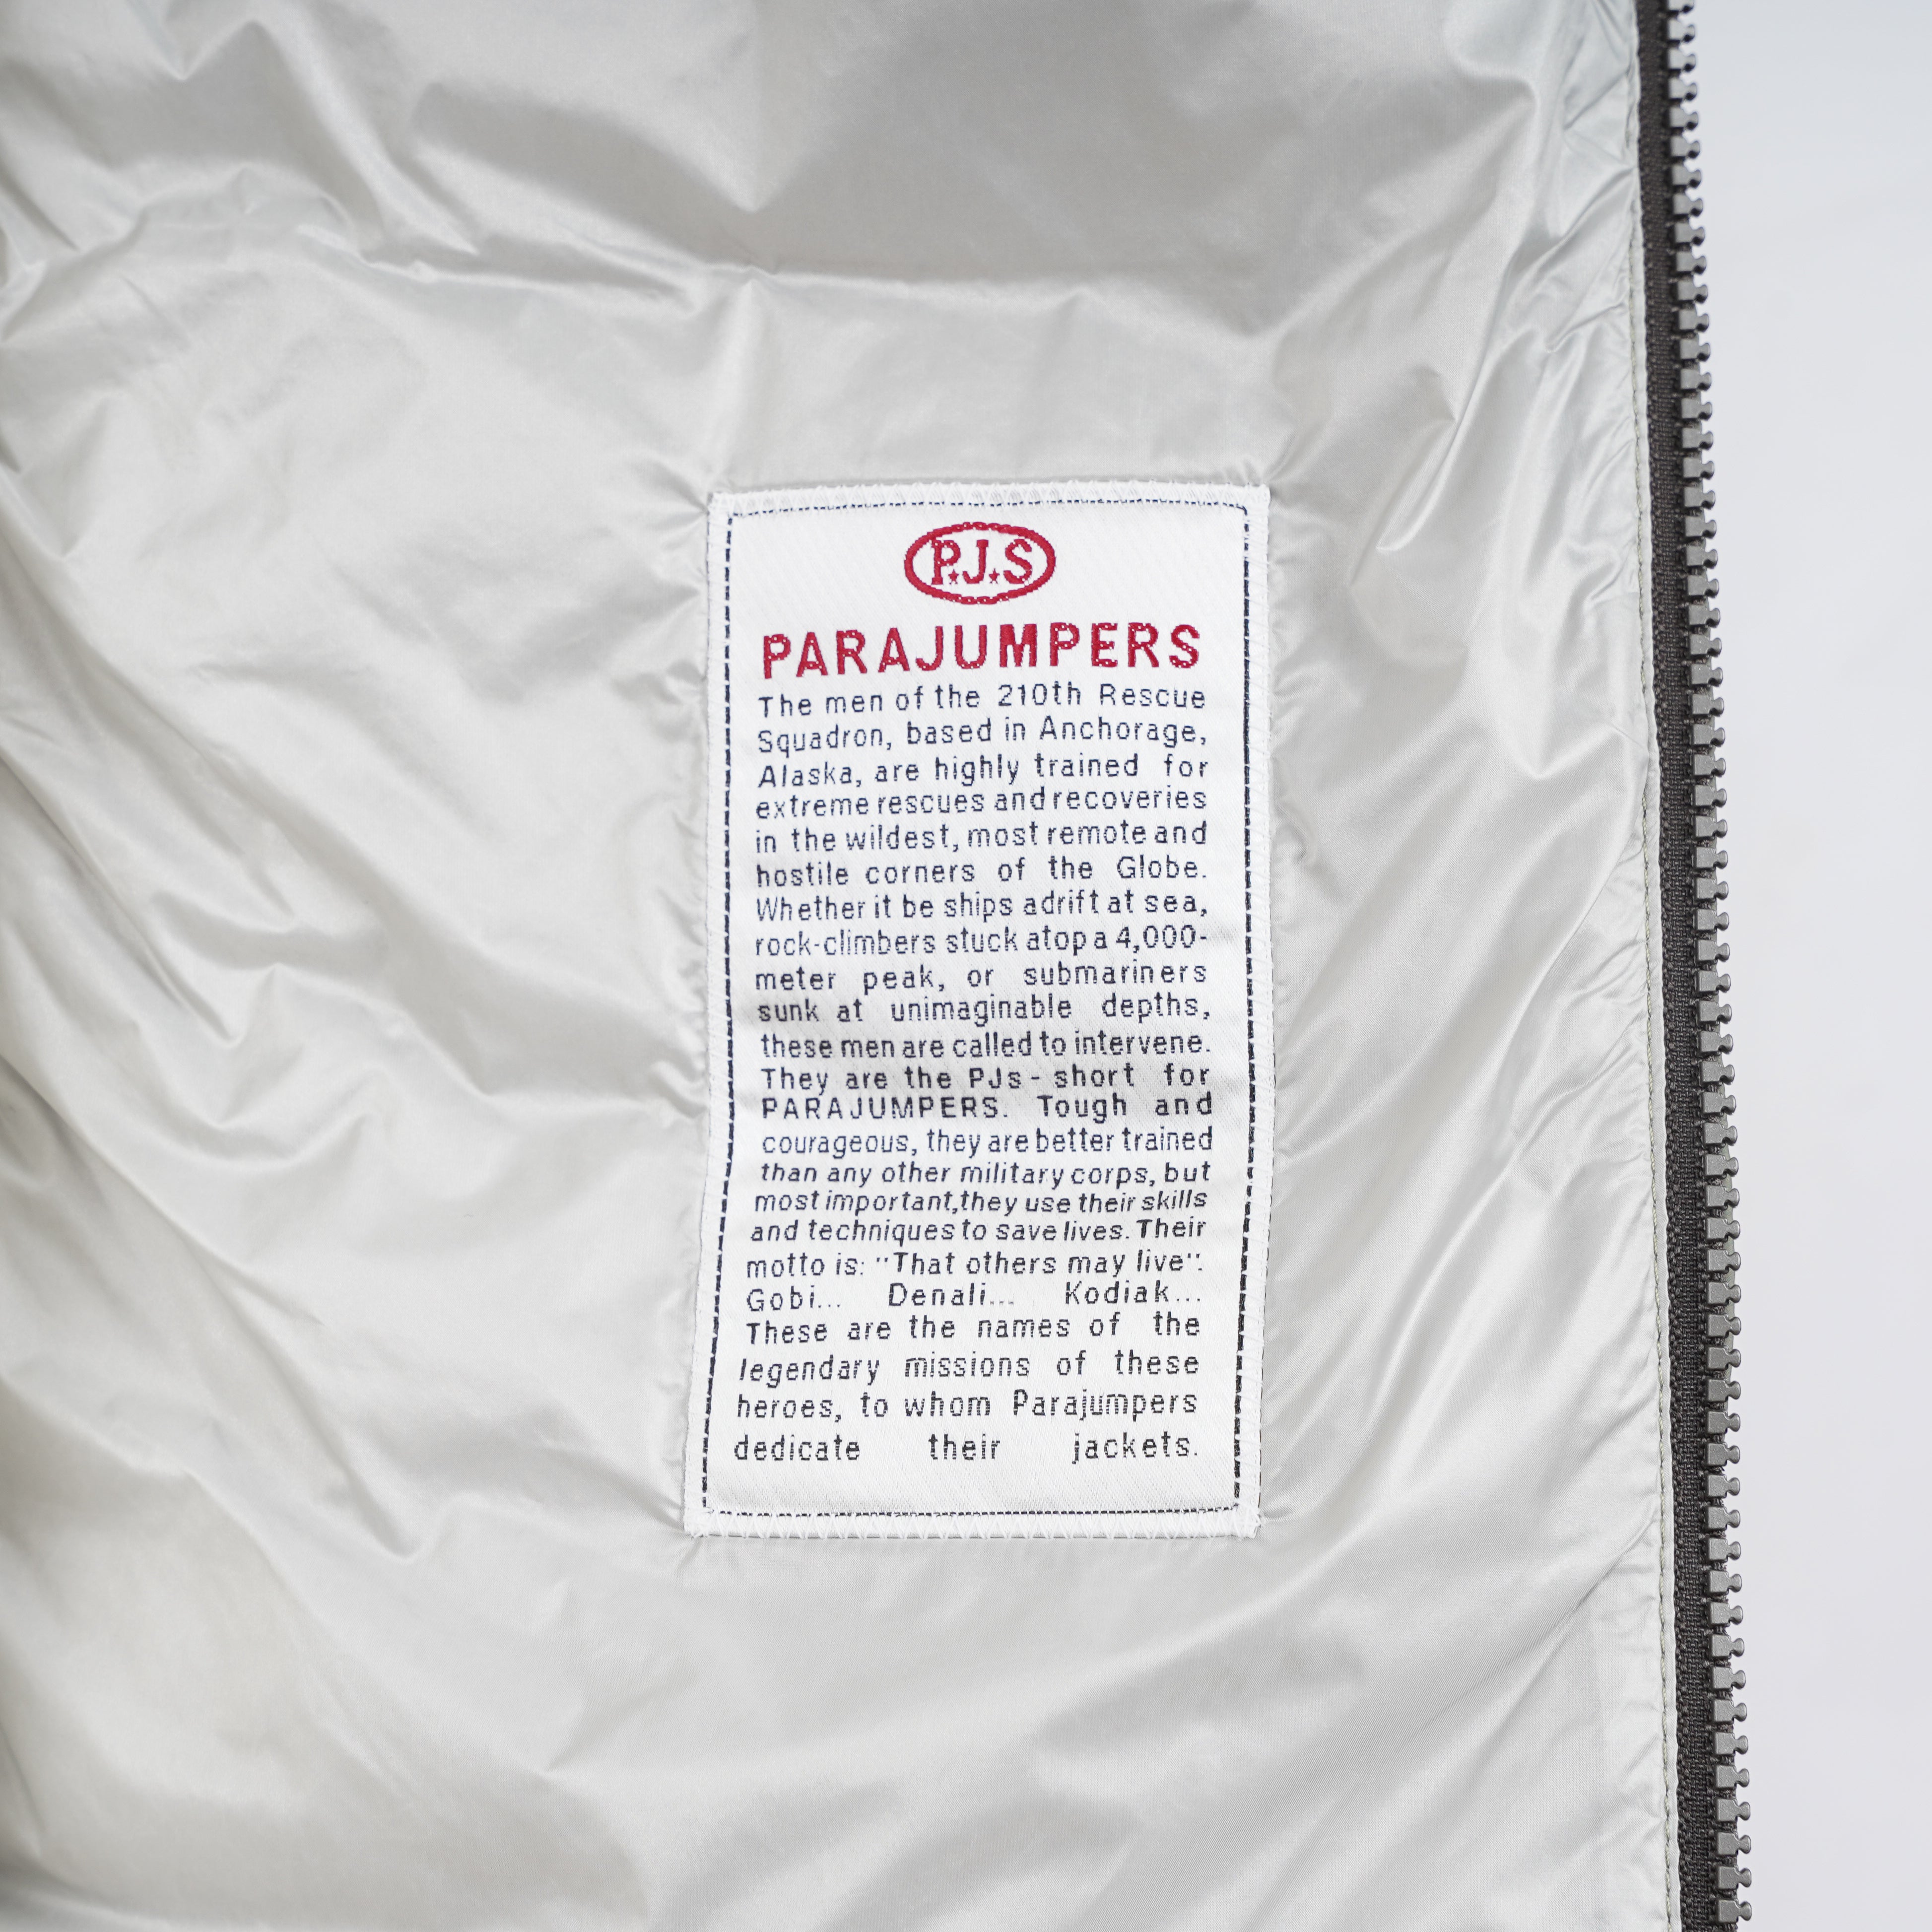 P.J.S
PARAJUMPERS
The men of the 210th Rescue
Squadron, based in Anchorage,
Alaska, are highly trained for
extreme rescues and recoveries
in the wildest, most remote and
hostile corners of the Globe.
Whether it be ships adrift at sea,
rock-climbers stuck atop a 4,000-
meter peak, or submariners
sunk at unimaginable depths,
these men are called to intervene.
They are the PJs - short for
PARAJUMPERS. Tough and
courageous, they are better trained
than any other military corps, but
most important, they use their skills
and techniques to save lives. Their
motto is: "That others may live":
Gobi... Denali... Kodiak...
These are the names of the
legendary missions of these
heroes, to whom Parajumpers
dedicate their jackets.